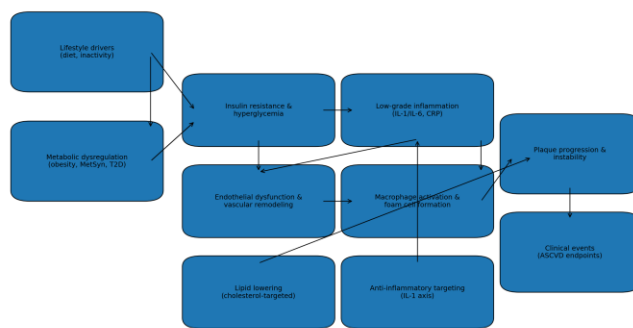 Lifestyle drivers
(diet, inactivity)
Metabolic dysregulation
(obesity, MetSyn, T2D)
Insulin resistance &
hyperglycemia
Low-grade inflammation
(IL-1/IL-6, CRP)
Endothelial dysfunction &
vascular remodeling
Macrophage activation &
foam cell formation
Plaque progression &
instability
Clinical events
(ASCVD endpoints)
Lipid lowering
(cholesterol-targeted)
Anti-inflammatory targeting
(IL-1 axis)